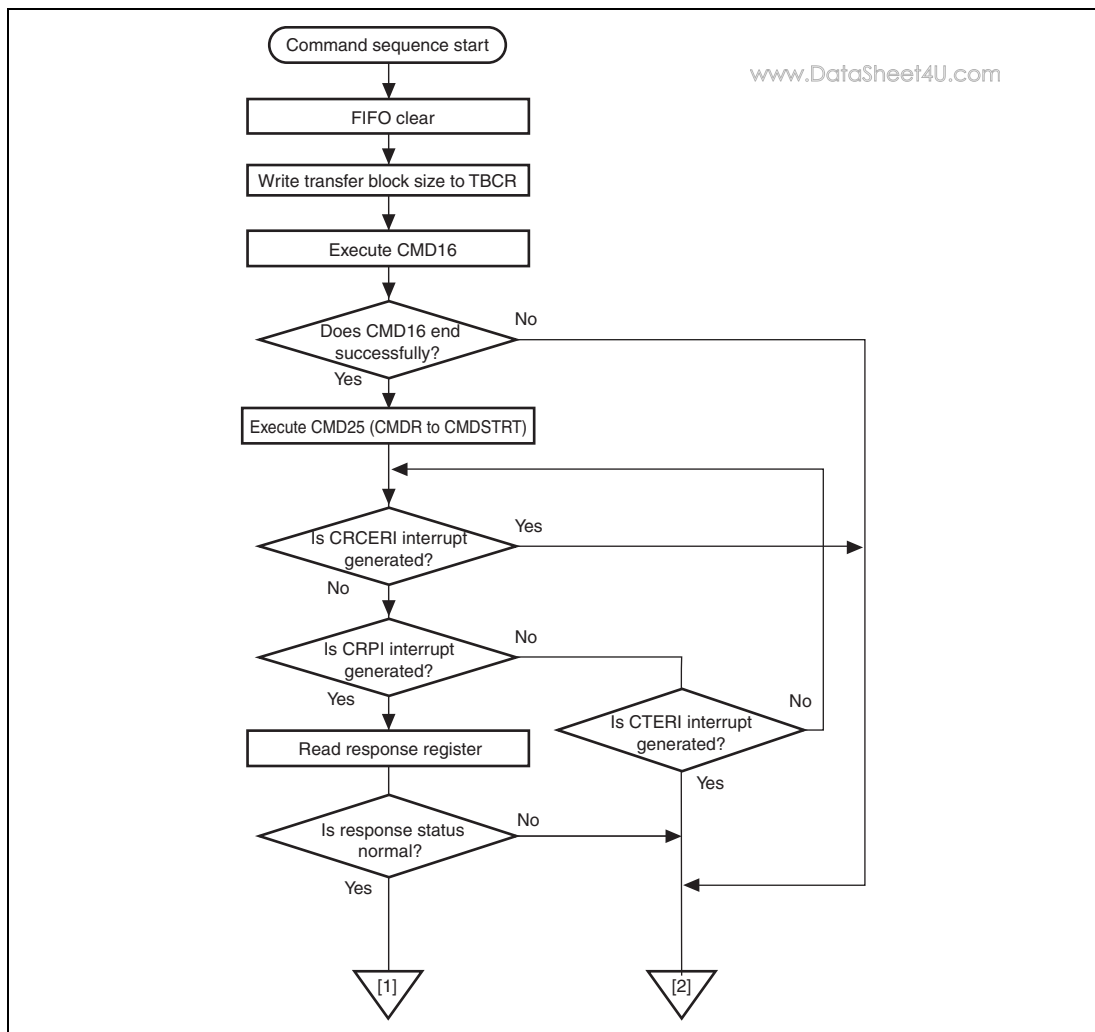 Command sequence start
www.DataSheet4U.com
FIFO clear
Write transfer block size to TBCR
Execute CMD16
Does CMD16 end
successfully?
No
Yes
Execute CMD25 (CMDR to CMDSTRT)
Is CRCERI interrupt
generated?
Yes
No
Is CRPI interrupt
generated?
No
Yes
Is CTERI interrupt
generated?
No
Yes
Read response register
Is response status
normal?
No
Yes
[1]
[2]